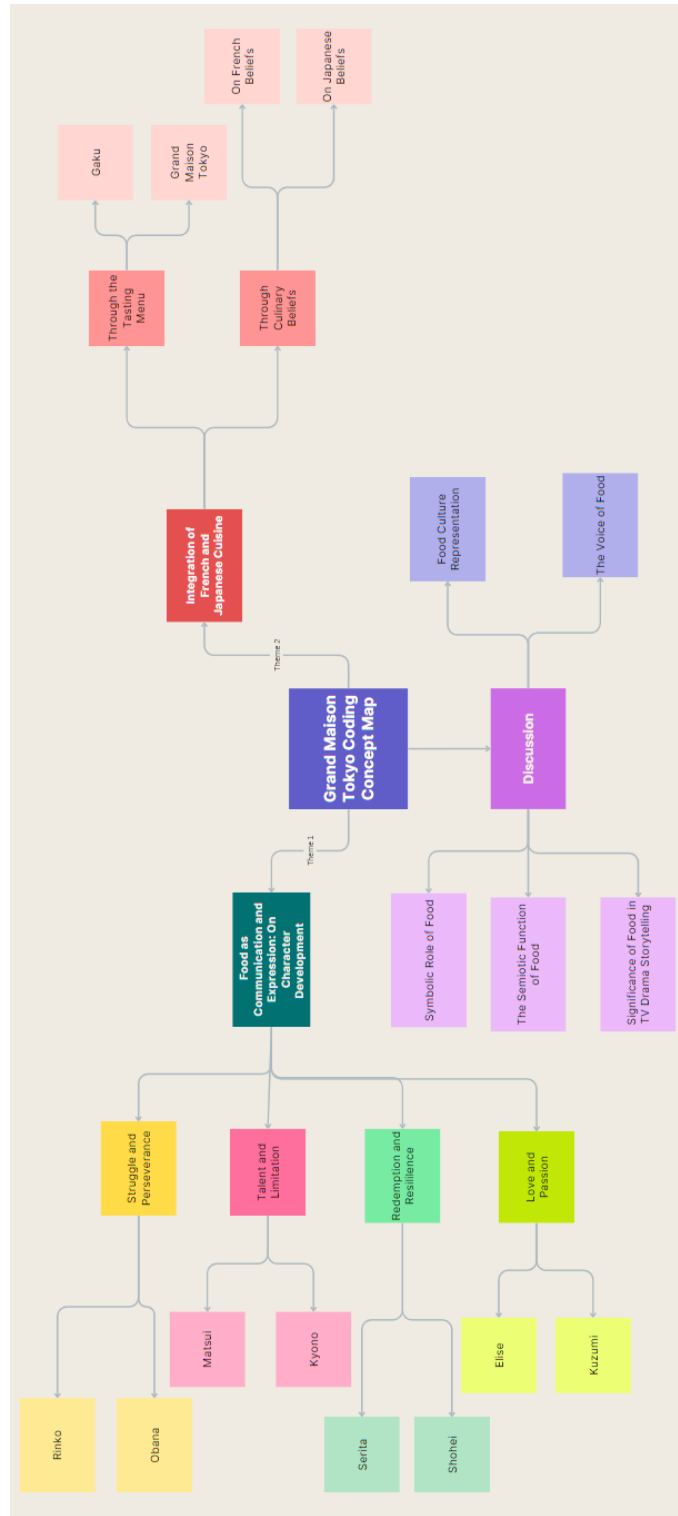 Rinko
Obana
Struggle and
Perseverance
Matsui
Kyono
Talent and
Limitation
Serita
Shohei
Redemption and
Resililence
Elise
Kuzumi
Love and
Passion
Food as
Communication and
Expression: On
Character
Development
Theme 1
Grand Maison
Tokyo Coding
Concept Map
Theme 2
Integration of
French and
Japanese Cuisine
Through the
Tasting
Menu
Gaku
Grand
Maison
Tokyo
Through
Culinary
Beliefs
On French
Beliefs
On Japanese
Beliefs
Discussion
Symbolic Role of Food
The Semiotic Function
of Food
Significance of Food in
TV Drama Storytelling
Food Culture
Representation
The Voice of Food